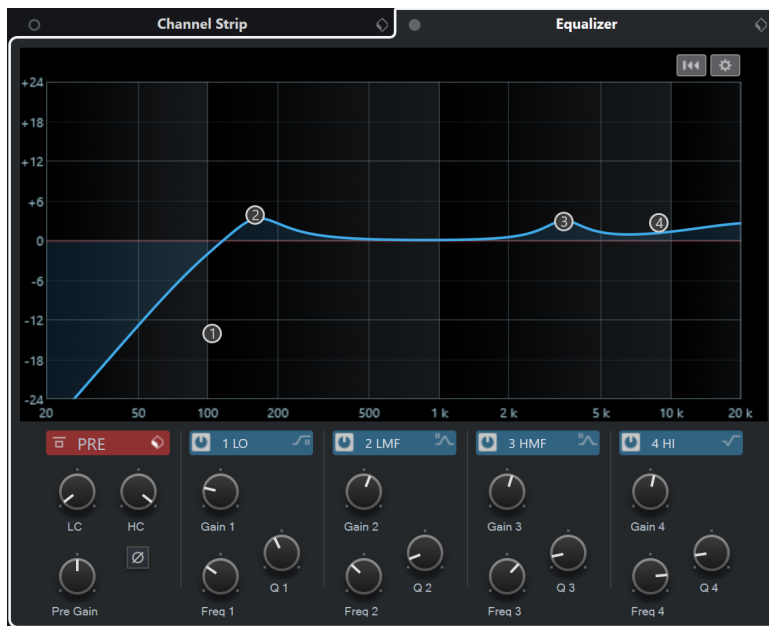 Channel Strip
Equalizer
+24
+18
+12
+6
0
-6
-12
-18
-24
1
2
3
4
20 50 100 200 500 1 k 2 k 5 k 10 k 20 k
PRE 1 LO 2 LMF 3 HMF 4 HI
LC HC Gain 1 Gain 2 Gain 3 Gain 4
Ø Q 1 Q 2 Q 3 Q 4
Pre Gain Freq 1 Freq 2 Freq 3 Freq 4